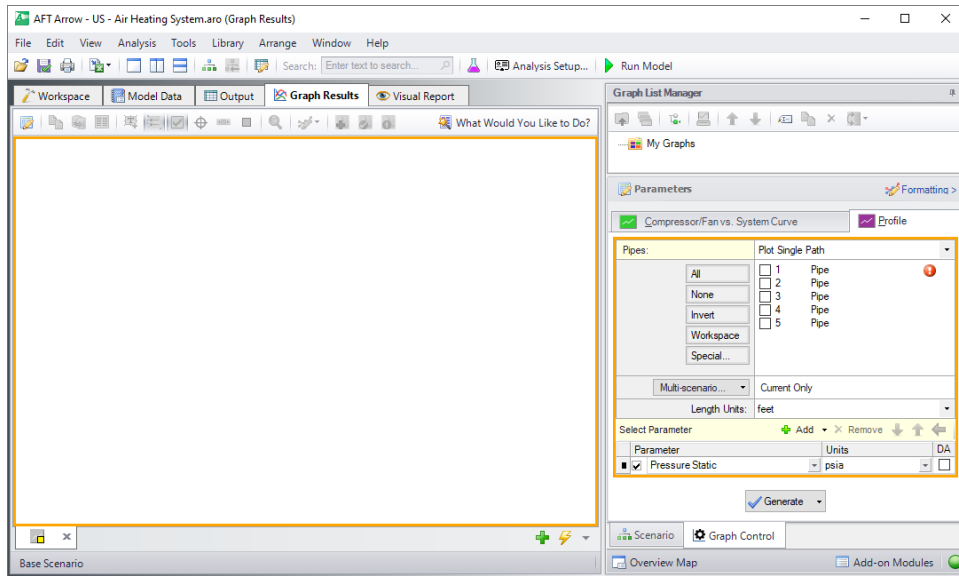 AFT Arrow - US - Air Heating System.aro (Graph Results)
File Edit View Analysis Tools Library Arrange Window Help
Search: Enter text to search... Analysis Setup... Run Model
Workspace Model Data Output Graph Results Visual Report
What Would You Like to Do?
Base Scenario
Graph List Manager
My Graphs
Parameters Formatting >
Compressor/Fan vs. System Curve Profile
Pipes: Plot Single Path
All
None
Invert
Workspace
Special...
1 Pipe
2 Pipe
3 Pipe
4 Pipe
5 Pipe
Multi-scenario... Current Only
Length Units: feet
Select Parameter Add Remove
Parameter Units DA
Pressure Static psia
Generate
Scenario Graph Control
Overview Map Add-on Modules